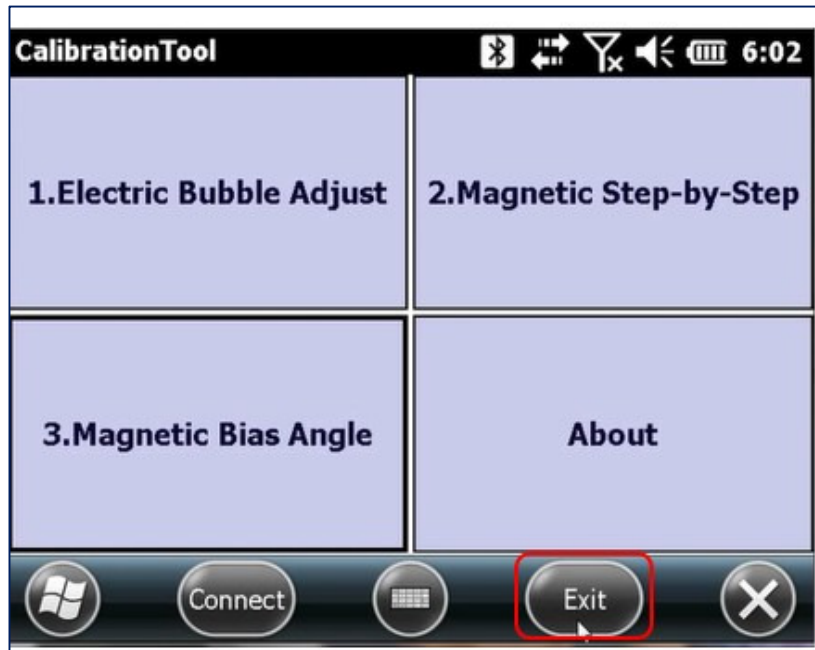 CalibrationTool 6:02
1.Electric Bubble Adjust 2.Magnetic Step-by-Step
3.Magnetic Bias Angle About
Connect Exit